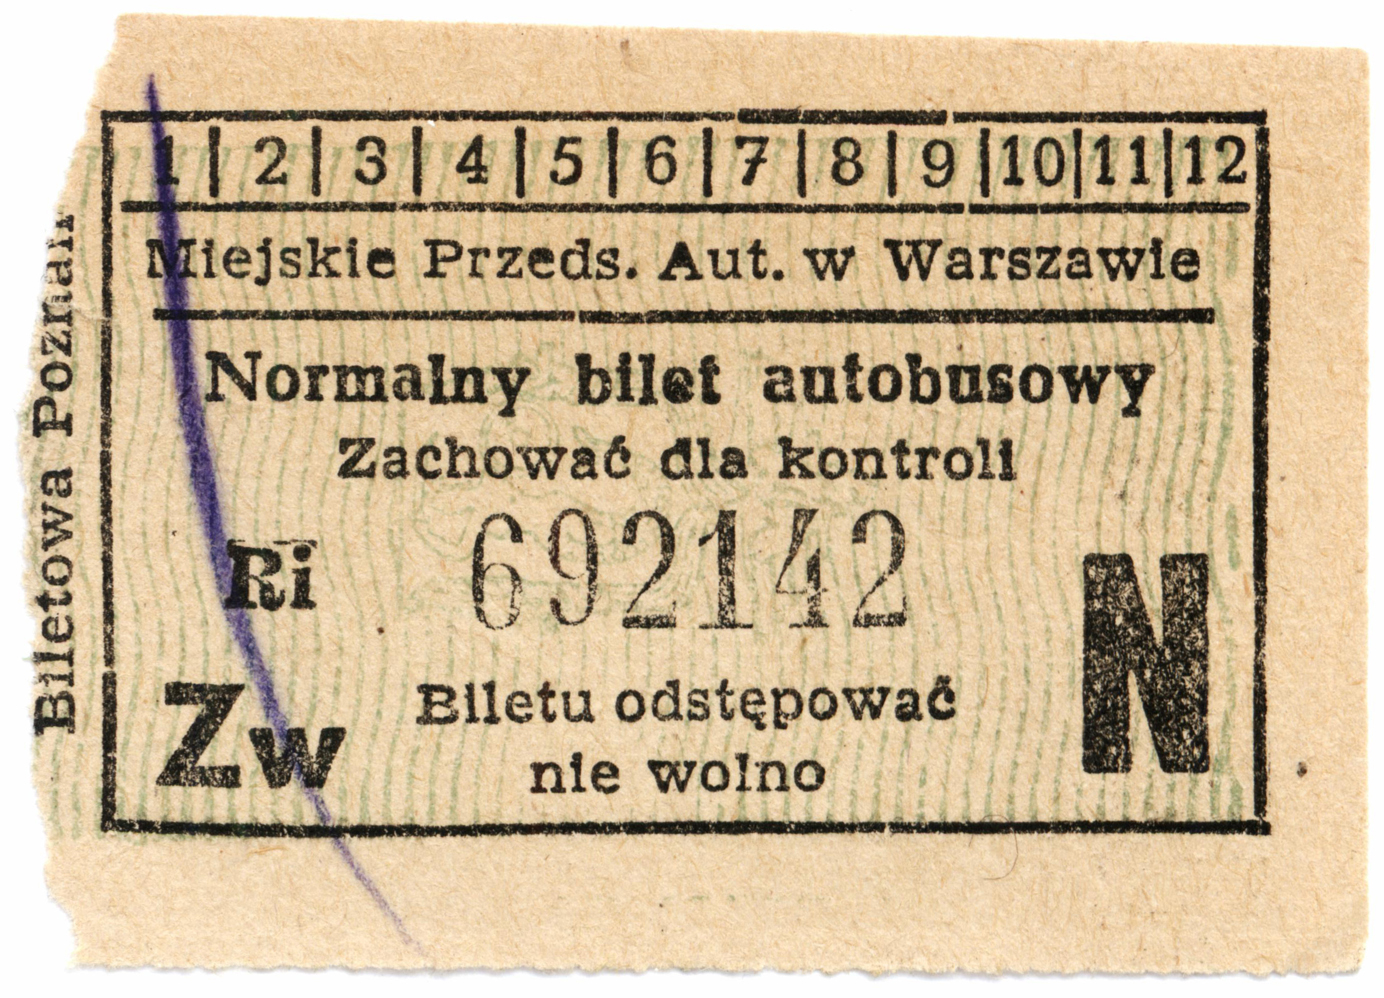 1 | 2 | 3 | 4 | 5 | 6 | 7 | 8 | 9 | 10 | 11 | 12
Miejskie Przeds. Aut. w Warszawie
Normalny bilet autobusowy
Zachować dla kontroli
Ri 692142
N
Zw
Biletu odstępować
nie wolno
Biletowa Poznań